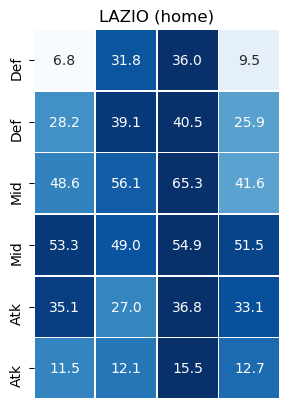 LAZIO (home)
Def 6.8 31.8 36.0 9.5
Def 28.2 39.1 40.5 25.9
Mid 48.6 56.1 65.3 41.6
Mid 53.3 49.0 54.9 51.5
Atk 35.1 27.0 36.8 33.1
Atk 11.5 12.1 15.5 12.7